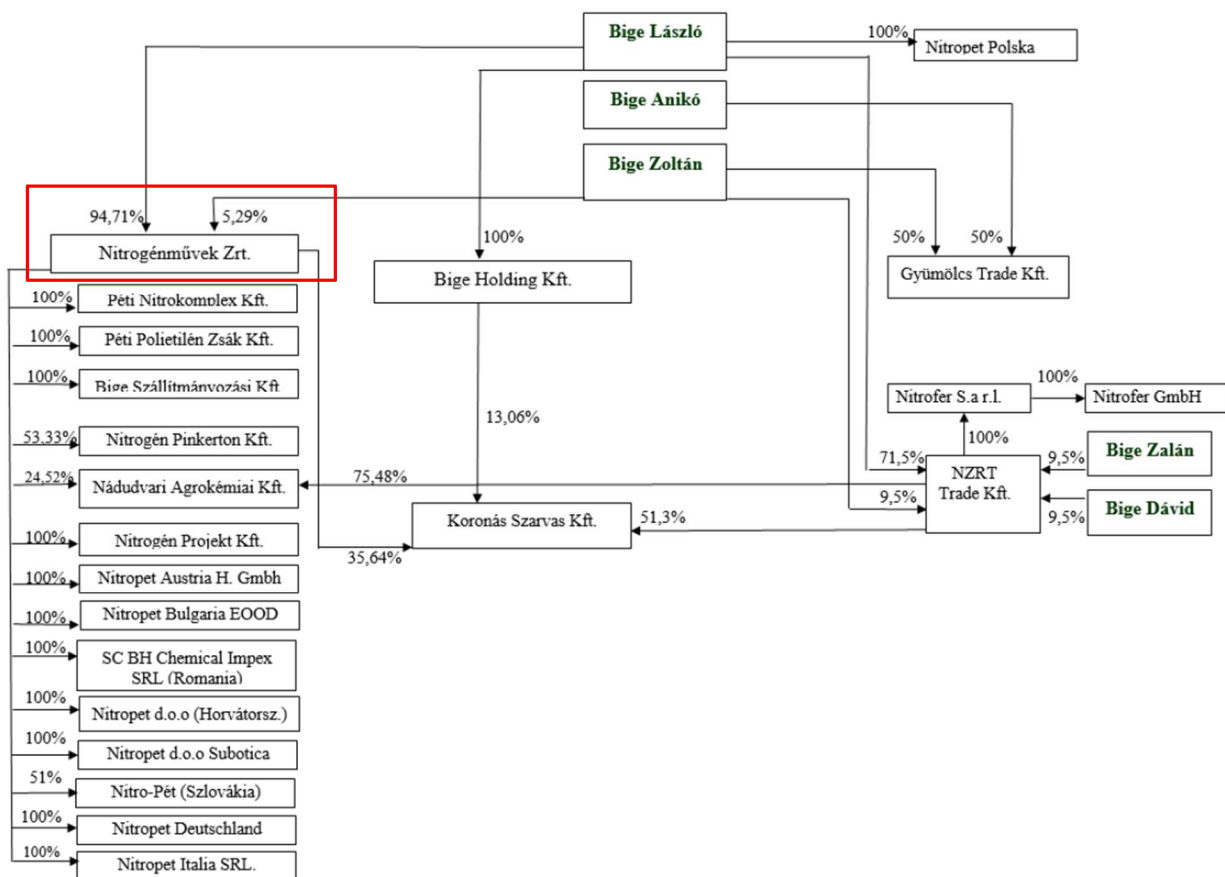 Bige László
100%
Nitropet Polska
Bige Anikó
Bige Zoltán
94,71%
5,29%
Nitrogénművek Zrt.
100%
Bige Holding Kft.
50%
50%
Gyümölcs Trade Kft.
100%
Péti Nitrokomplex Kft.
100%
Péti Polietilén Zsák Kft.
100%
Bige Szállítmányozási Kft
53.33%
Nitrogén Pinkerton Kft.
24,52%
Nádudvari Agrokémiai Kft.
75,48%
100%
Nitrogén Projekt Kft.
100%
Nitropet Austria H. Gmbh
100%
Nitropet Bulgaria EOOD
100%
SC BH Chemical Impex
SRL (Romania)
100%
Nitropet d.o.o (Horvátorsz.)
100%
Nitropet d.o.o Subotica
51%
Nitro-Pét (Szlovákia)
100%
Nitropet Deutschland
100%
Nitropet Italia SRL.
13,06%
Koronás Szarvas Kft.
35,64%
51,3%
Nitrofer S.a r.l.
100%
Nitrofer GmbH
100%
71,5%
9,5%
NZRT
Trade Kft.
9,5%
Bige Zalán
9,5%
Bige Dávid